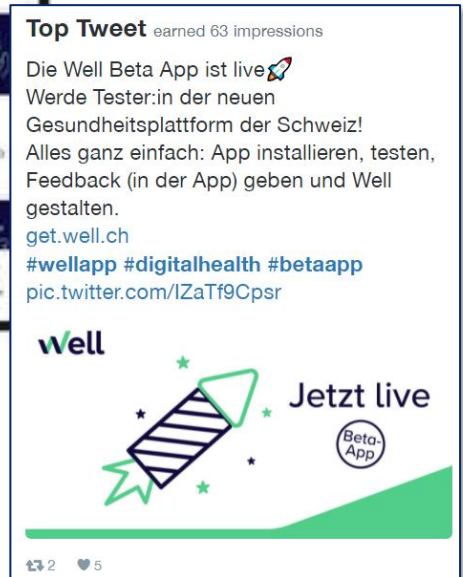 Top Tweet earned 63 impressions
Die Well Beta App ist live🚀
Werde Tester:in der neuen
Gesundheitsplattform der Schweiz!
Alles ganz einfach: App installieren, testen,
Feedback (in der App) geben und Well
gestalten.
get.well.ch
#wellapp #digitalhealth #betaapp
pic.twitter.com/IZaTf9Cpsr
Well
Jetzt live
Beta-
App
2 5